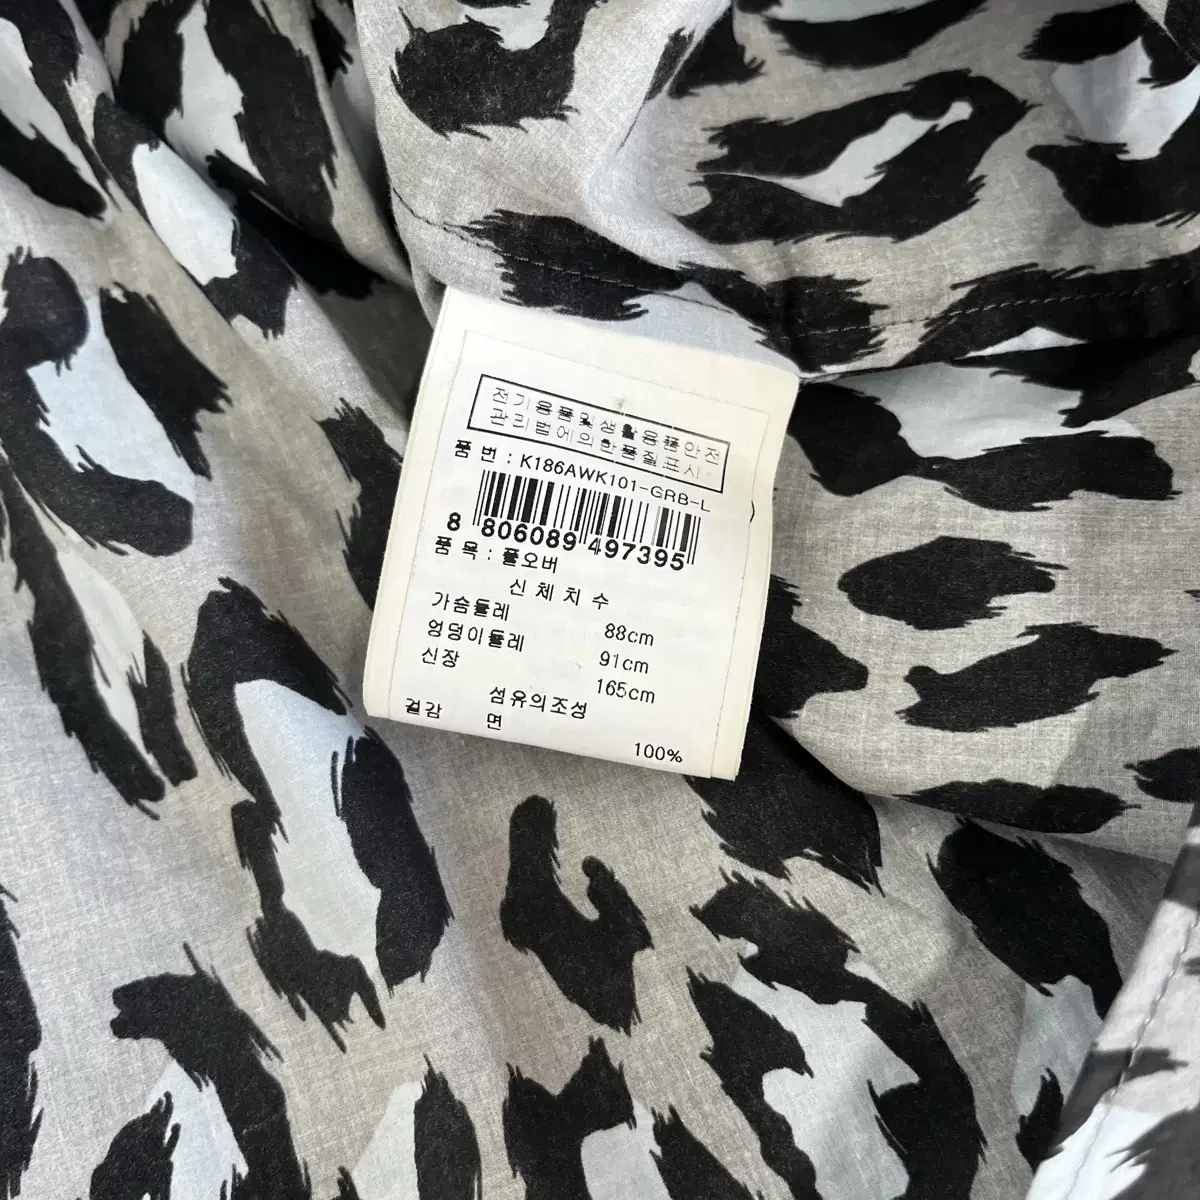 전기용품및생활용품안전
관리법에의한품질표시
품 번 : K186AWK101-GRB-L
8 806089 497395
품 목 : 풀오버
신 체 치 수
가슴둘레 88cm
엉덩이둘레 91cm
신장 165cm
섬유의조성
겉감 면 100%